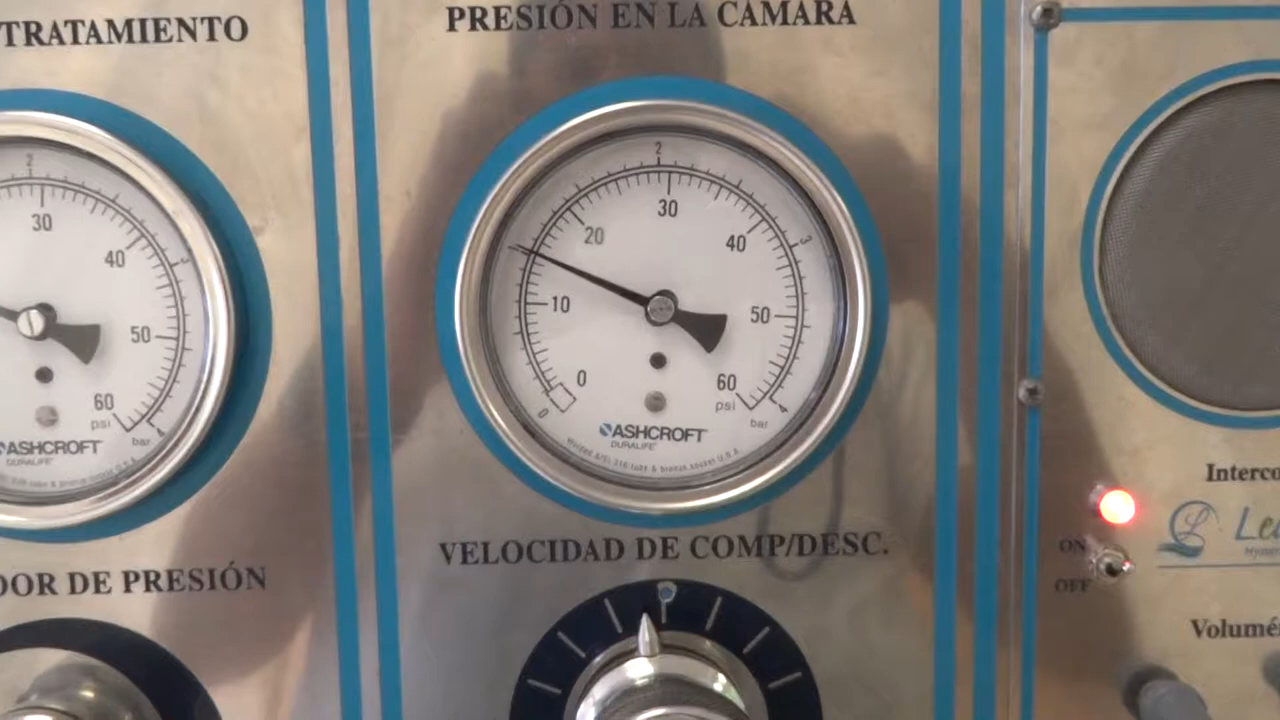 TRATAMIENTO
2
30
40
3
50
60
psi
bar
4
ASHCROFT
DURALIFE
DOR DE PRESIÓN
PRESIÓN EN LA CAMARA
2
30
20
40
3
10
50
0
60
0
psi
4
bar
ASHCROFT
DURALIFE
VELOCIDAD DE COMP/DESC.
Interco
ON
OFF
Volumé